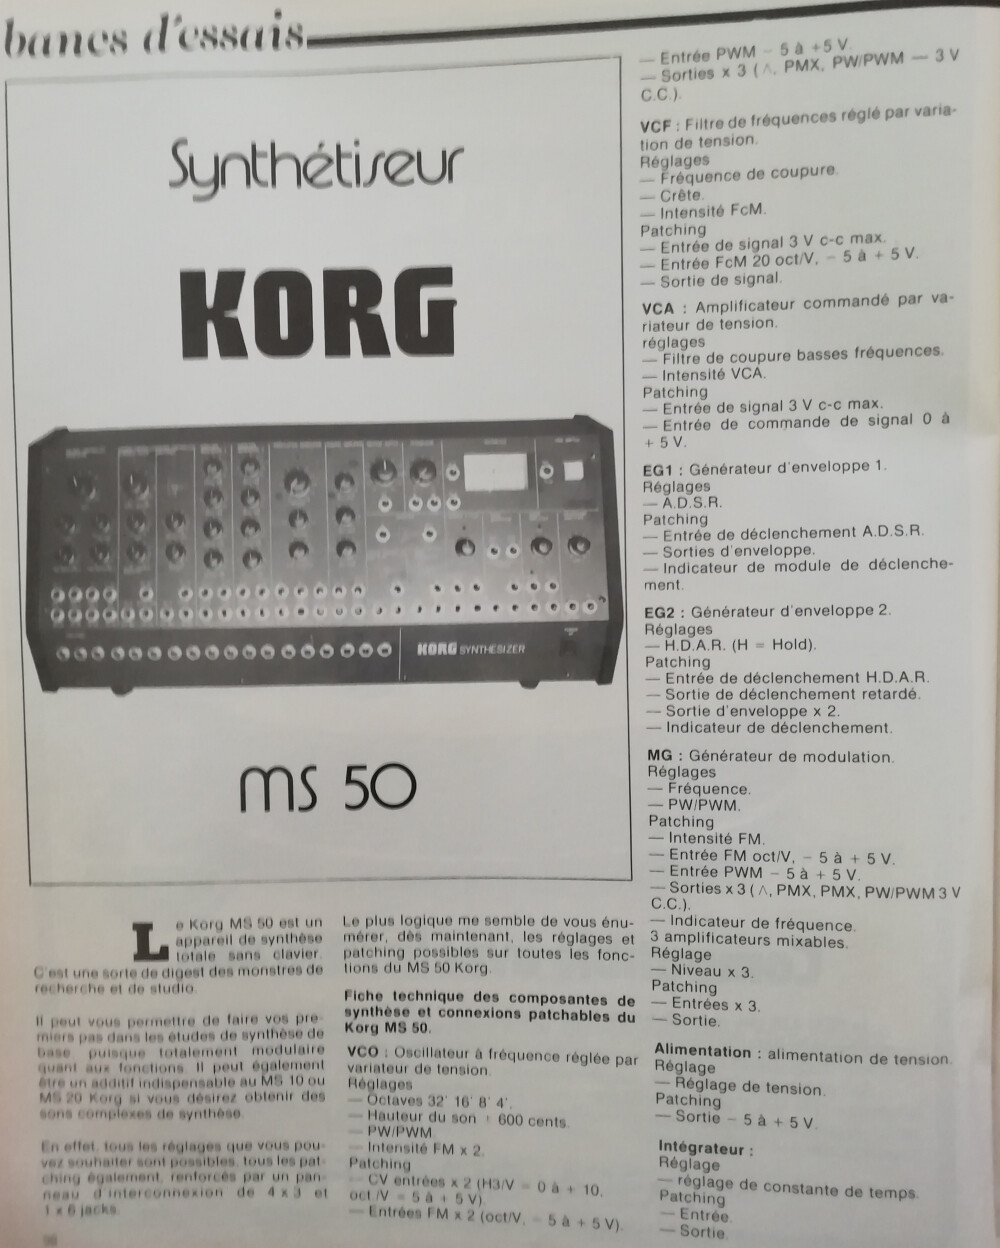 bancs d'essais
Synthétiseur
KORG
KORG SYNTHESIZER
MS 50
Le Korg MS 50 est un
appareil de synthèse
totale sans clavier.
C'est une sorte de digest des monstres de
recherche et de studio.
Il peut vous permettre de faire vos pre-
miers pas dans les études de synthèse de
base puisque totalement modulaire
quant aux fonctions. Il peut également
être un additif indispensable au MS 10 ou
MS 20 Korg si vous désirez obtenir des
sons complexes de synthèse.
En effet, tous les réglages que vous pou-
vez souhaiter sont possibles, tous les pat-
ching également, renforcés par un pan-
neau d'interconnexion de 4 x 3 et
1 x 6 jacks.
Le plus logique me semble de vous énu-
mérer, dès maintenant, les réglages et
patching possibles sur toutes les fonc-
tions du MS 50 Korg.
Fiche technique des composantes de
synthèse et connexions patchables du
Korg MS 50.
VCO : Oscillateur à fréquence réglée par
variateur de tension.
Réglages
— Octaves 32' 16' 8' 4'.
— Hauteur du son 600 cents.
— PW/PWM.
— Intensité FM x 2.
Patching
— CV entrées x 2 (H3/V = 0 à + 10,
oct./V = 5 à + 5 V).
— Entrées FM x 2 (oct/V, - 5 à + 5 V).
— Entrée PWM - 5 à +5 V.
— Sorties x 3 (∧, PMX, PW/PWM — 3 V
C.C.).
VCF : Filtre de fréquences réglé par varia-
tion de tension.
Réglages
— Fréquence de coupure.
— Crête.
— Intensité FcM.
Patching
— Entrée de signal 3 V c-c max.
— Entrée FcM 20 oct/V, - 5 à + 5 V.
— Sortie de signal.
VCA : Amplificateur commandé par va-
riateur de tension.
réglages
— Filtre de coupure basses fréquences.
— Intensité VCA.
Patching
— Entrée de signal 3 V c-c max.
— Entrée de commande de signal 0 à
+ 5 V.
EG1 : Générateur d'enveloppe 1.
Réglages
— A.D.S.R.
Patching
— Entrée de déclenchement A.D.S.R.
— Sorties d'enveloppe.
— Indicateur de module de déclenche-
ment.
EG2 : Générateur d'enveloppe 2.
Réglages
— H.D.A.R. (H = Hold).
Patching
— Entrée de déclenchement H.D.A.R.
— Sortie de déclenchement retardé.
— Sortie d'enveloppe x 2.
— Indicateur de déclenchement.
MG : Générateur de modulation.
Réglages
— Fréquence.
— PW/PWM.
Patching
— Intensité FM.
— Entrée FM oct/V, - 5 à + 5 V.
— Entrée PWM - 5 à + 5 V.
— Sorties x 3 (∧, PMX, PMX, PW/PWM 3 V
C.C.).
— Indicateur de fréquence.
3 amplificateurs mixables.
Réglage
— Niveau x 3.
Patching
— Entrées x 3.
— Sortie.
Alimentation : alimentation de tension.
Réglage
— Réglage de tension.
Patching
— Sortie - 5 à + 5 V.
Intégrateur :
Réglage
— réglage de constante de temps.
Patching
— Entrée.
— Sortie.